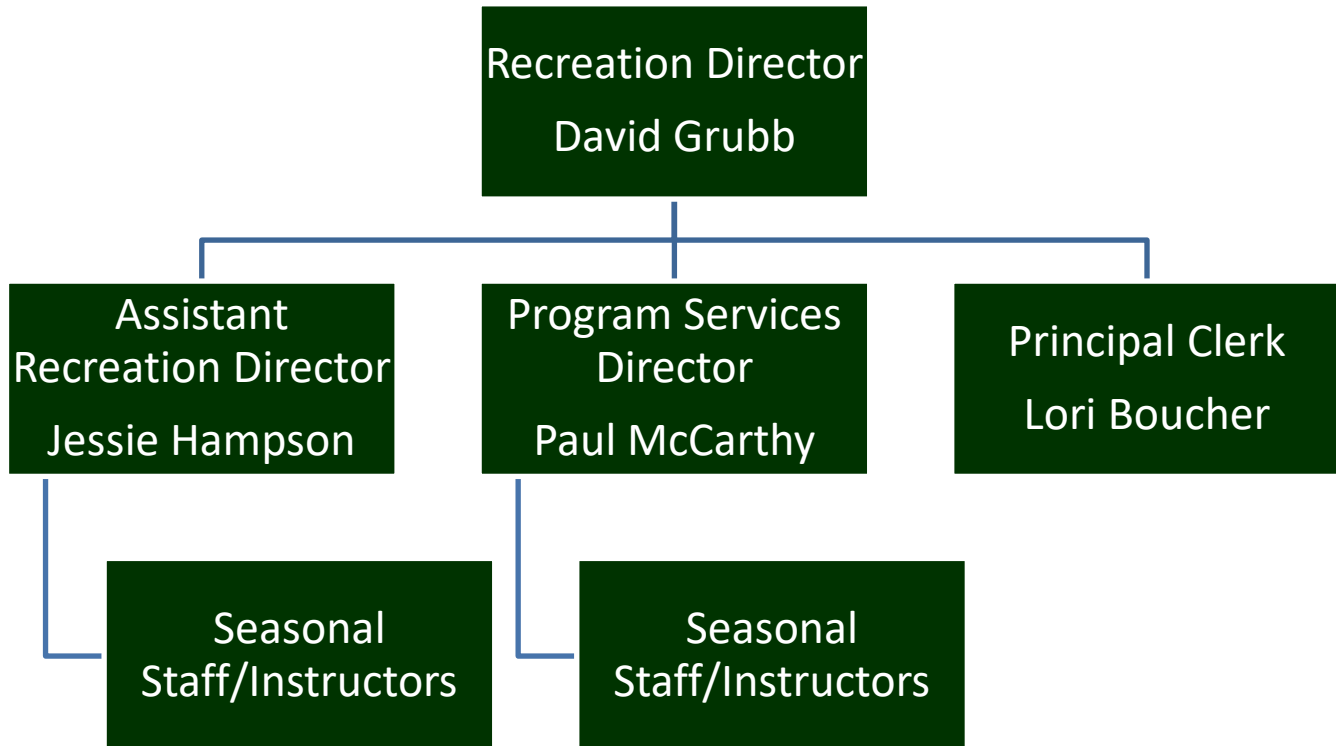 Recreation Director
David Grubb
Assistant
Recreation Director
Jessie Hampson
Program Services
Director
Paul McCarthy
Principal Clerk
Lori Boucher
Seasonal
Staff/Instructors
Seasonal
Staff/Instructors